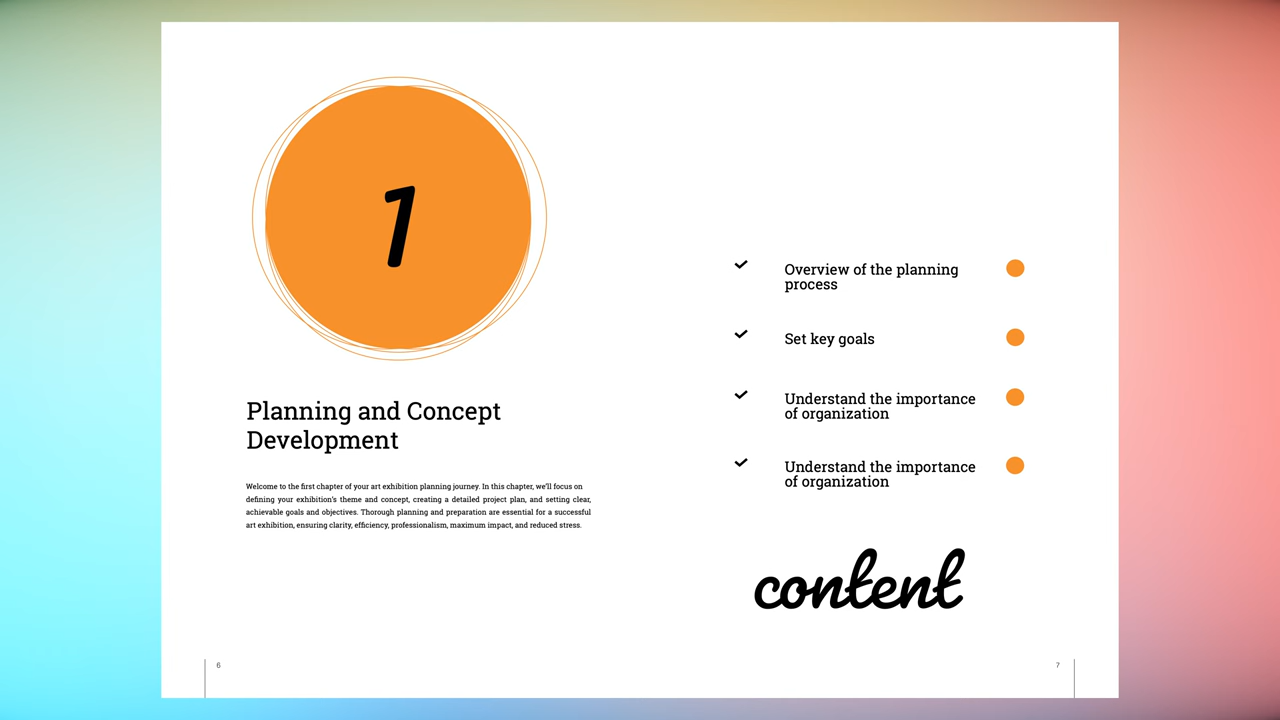 1
Planning and Concept
Development
Welcome to the first chapter of your art exhibition planning journey. In this chapter, we'll focus on
defining your exhibition's theme and concept, creating a detailed project plan, and setting clear,
achievable goals and objectives. Thorough planning and preparation are essential for a successful
art exhibition, ensuring clarity, efficiency, professionalism, maximum impact, and reduced stress.
6
Overview of the planning
process
Set key goals
Understand the importance
of organization
Understand the importance
of organization
content
7